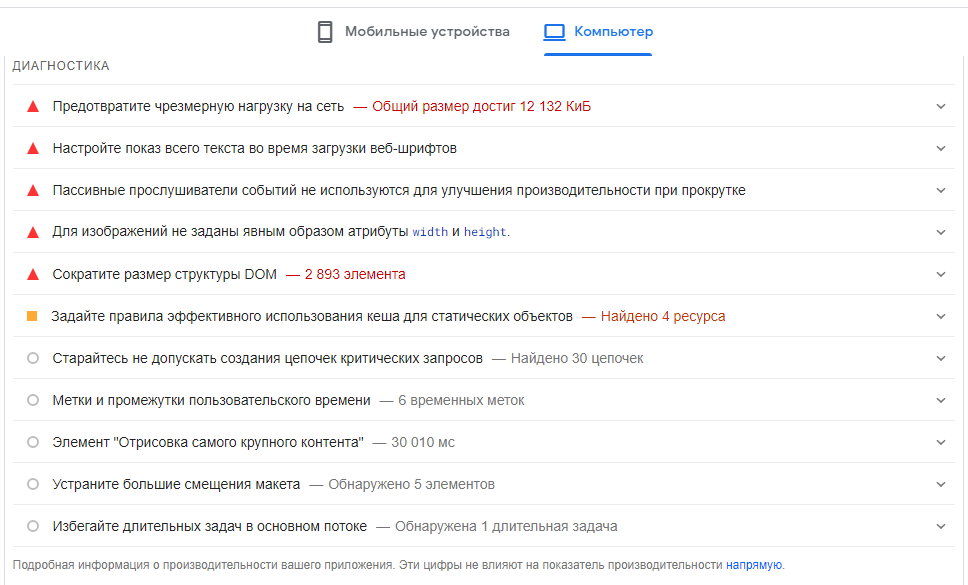 Мобильные устройства Компьютер
ДИАГНОСТИКА
Предотвратите чрезмерную нагрузку на сеть — Общий размер достиг 12 132 КиБ
Настройте показ всего текста во время загрузки веб-шрифтов
Пассивные прослушиватели событий не используются для улучшения производительности при прокрутке
Для изображений не заданы явным образом атрибуты width и height.
Сократите размер структуры DOM — 2 893 элемента
Задайте правила эффективного использования кеша для статических объектов — Найдено 4 ресурса
Старайтесь не допускать создания цепочек критических запросов — Найдено 30 цепочек
Метки и промежутки пользовательского времени — 6 временных меток
Элемент "Отрисовка самого крупного контента" — 30 010 мс
Устраните большие смещения макета — Обнаружено 5 элементов
Избегайте длительных задач в основном потоке — Обнаружена 1 длительная задача
Подробная информация о производительности вашего приложения. Эти цифры не влияют на показатель производительности напрямую.